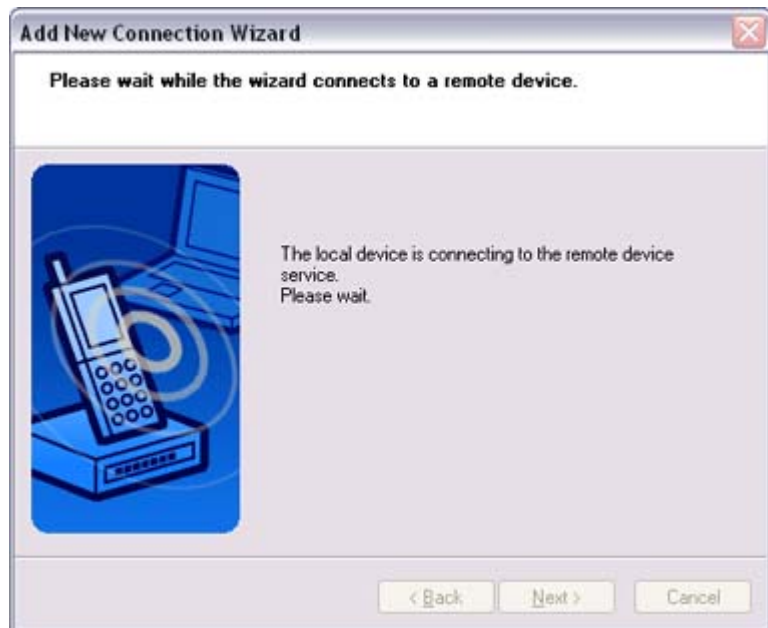 Add New Connection Wizard
Please wait while the wizard connects to a remote device.
The local device is connecting to the remote device
service.
Please wait.
< Back
Next >
Cancel